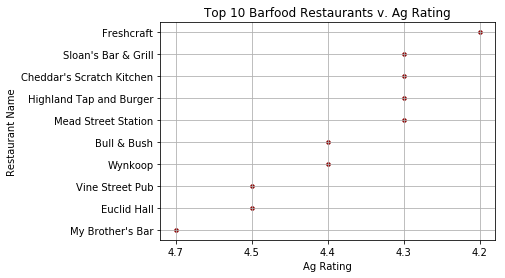 Top 10 Barfood Restaurants v. Ag Rating
Restaurant Name
Freshcraft
Sloan's Bar & Grill
Cheddar's Scratch Kitchen
Highland Tap and Burger
Mead Street Station
Bull & Bush
Wynkoop
Vine Street Pub
Euclid Hall
My Brother's Bar
4.7 4.5 4.4 4.3 4.2
Ag Rating